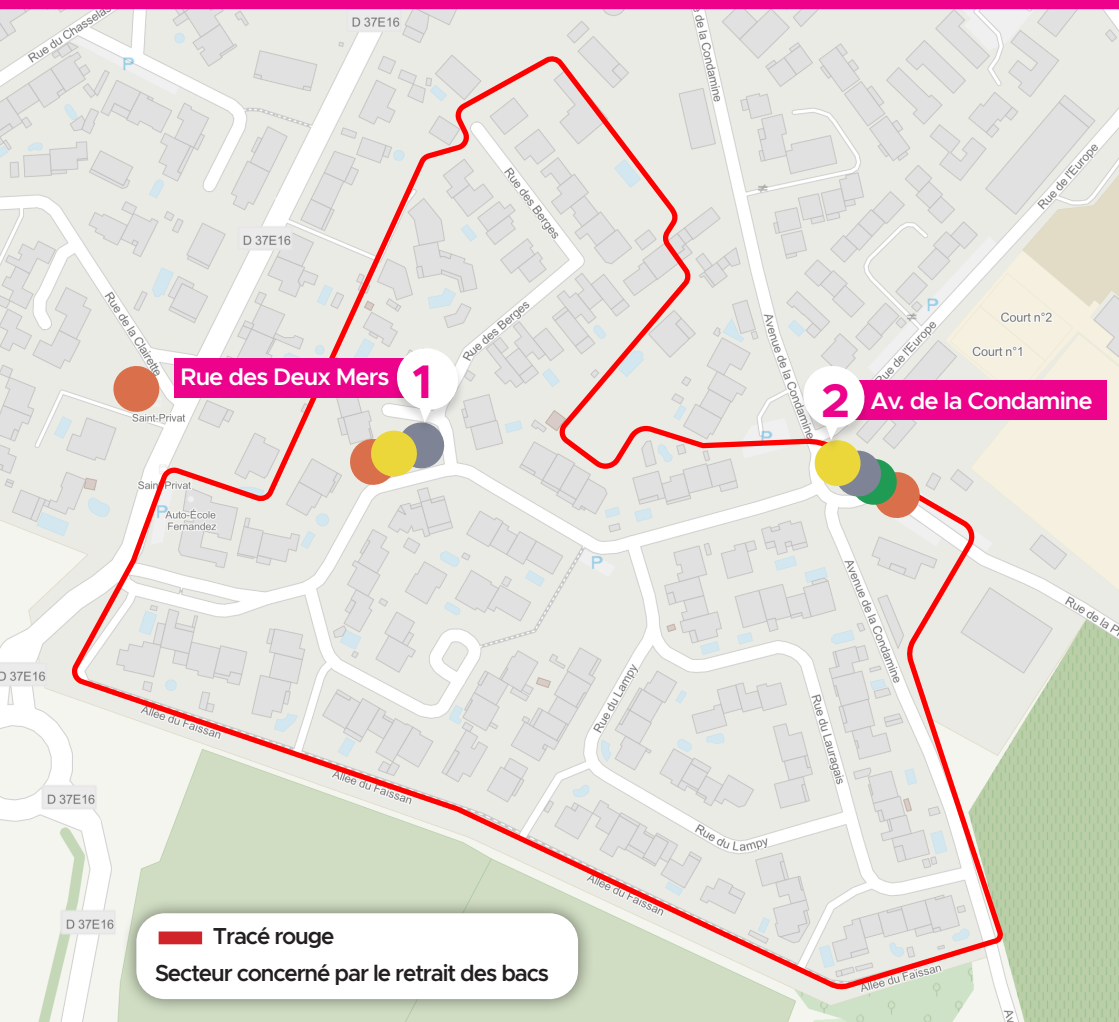 D 37E16
Rue du Chasselas
P
e de la Condamine
Rue de l'Europe
Rue des Berges
D 37E16
Rue de la Clairette
Rue des Berges
Avenue de la Condamine
P
Rue de l'Europe
Court n°2
Court n°1
Rue des Deux Mers
1
2
Av. de la Condamine
Saint-Privat
P
Saint-Privat
P
Auto-École
Fernandez
P
Avenue de la Condamine
Rue de la P
D 37E16
Allée du Faissan
Rue du Lampy
Rue du Lauragais
Allée du Faissan
D 37E16
Rue du Lampy
Allée du Faissan
D 37E16
Tracé rouge
Secteur concerné par le retrait des bacs
Allée du Faissan
Av